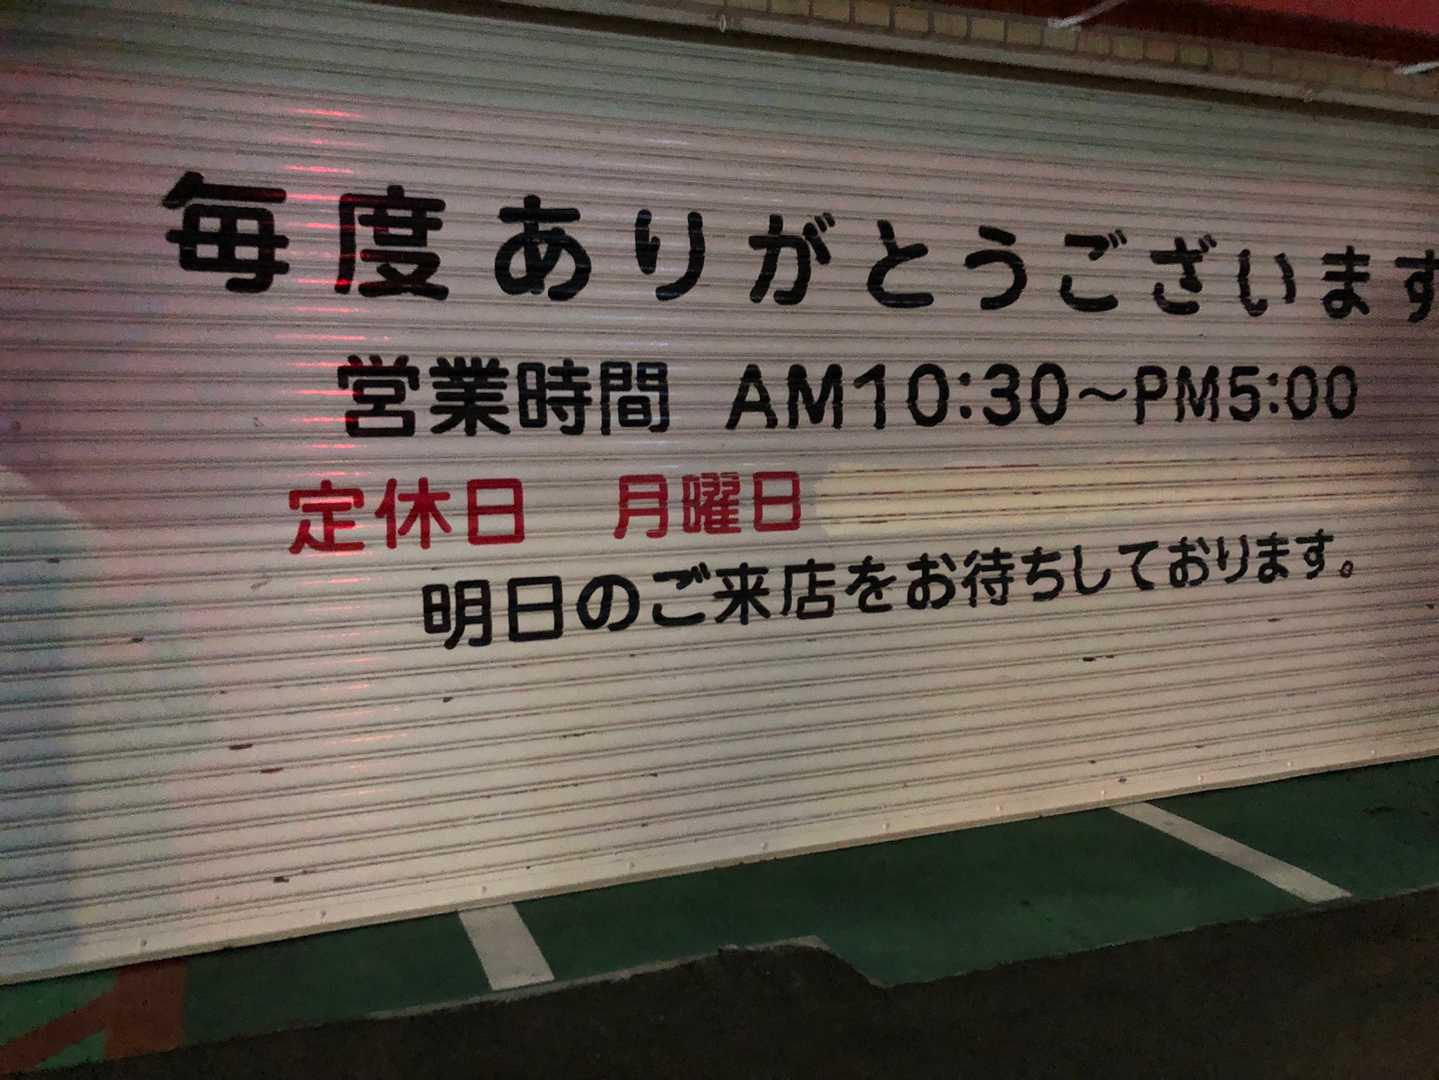 毎度ありがとうございます
営業時間 AM10:30～PM5:00
定休日 月曜日
明日のご来店をお待ちしております。